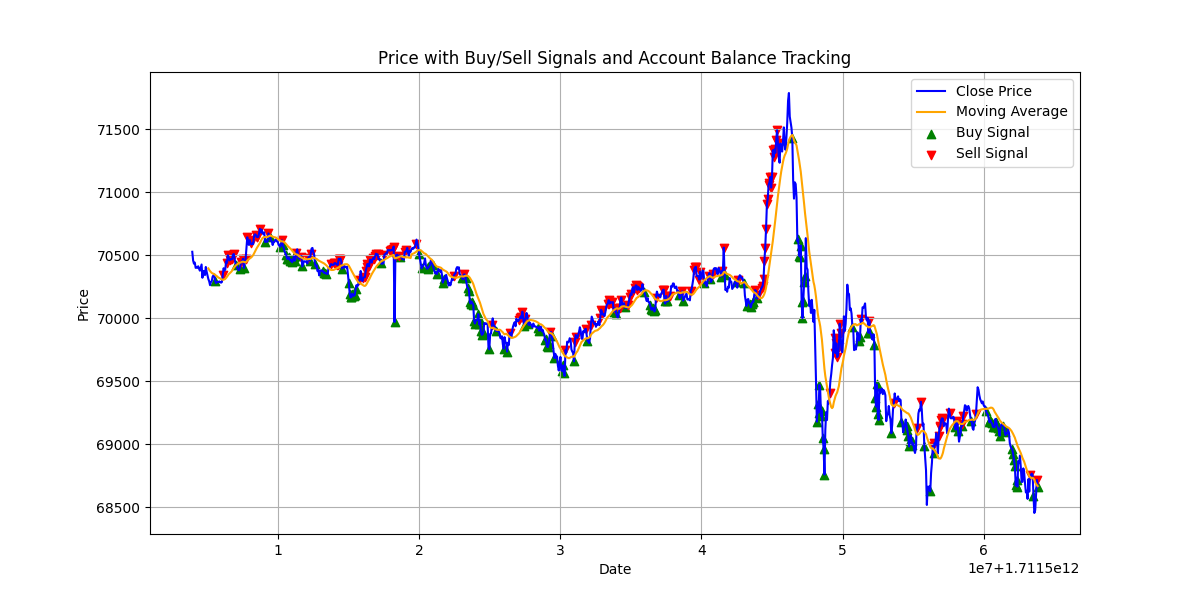 Price with Buy/Sell Signals and Account Balance Tracking
Close Price
Moving Average
Buy Signal
Sell Signal
71500
71000
70500
70000
69500
69000
68500
Price
1 2 3 4 5 6
Date
1e7+1.7115e12